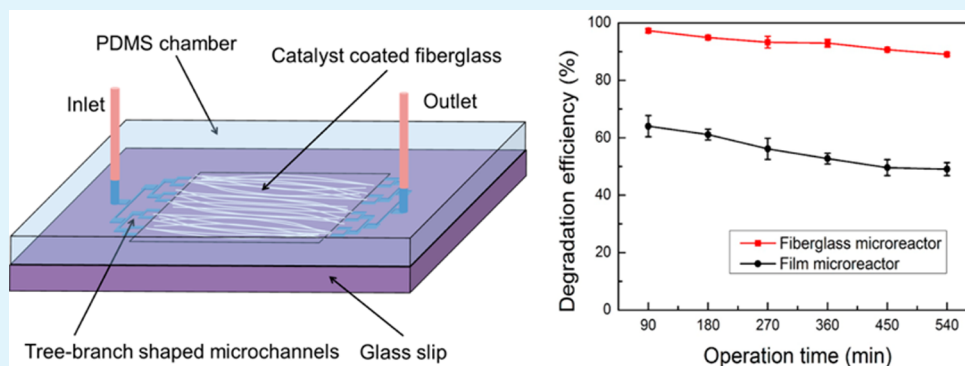 PDMS chamber
Catalyst coated fiberglass
Inlet
Outlet
Tree-branch shaped microchannels
Glass slip
Degradation efficiency (%)
100
80
60
40
20
0
Fiberglass microreactor
Film microreactor
90 180 270 360 450 540
Operation time (min)